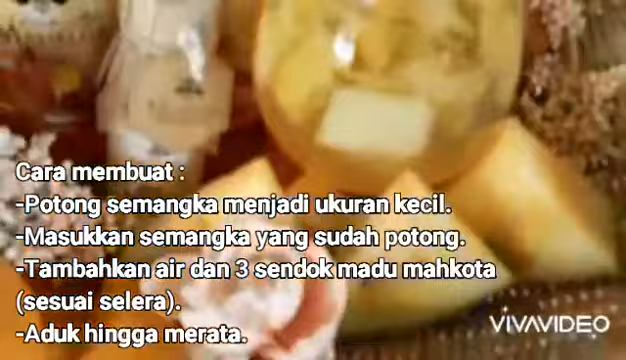 Cara membuat :
-Potong semangka menjadi ukuran kecil.
-Masukkan semangka yang sudah potong.
-Tambahkan air dan 3 sendok madu mahkota
(sesuai selera).
-Aduk hingga merata.
VIVAVIDEO